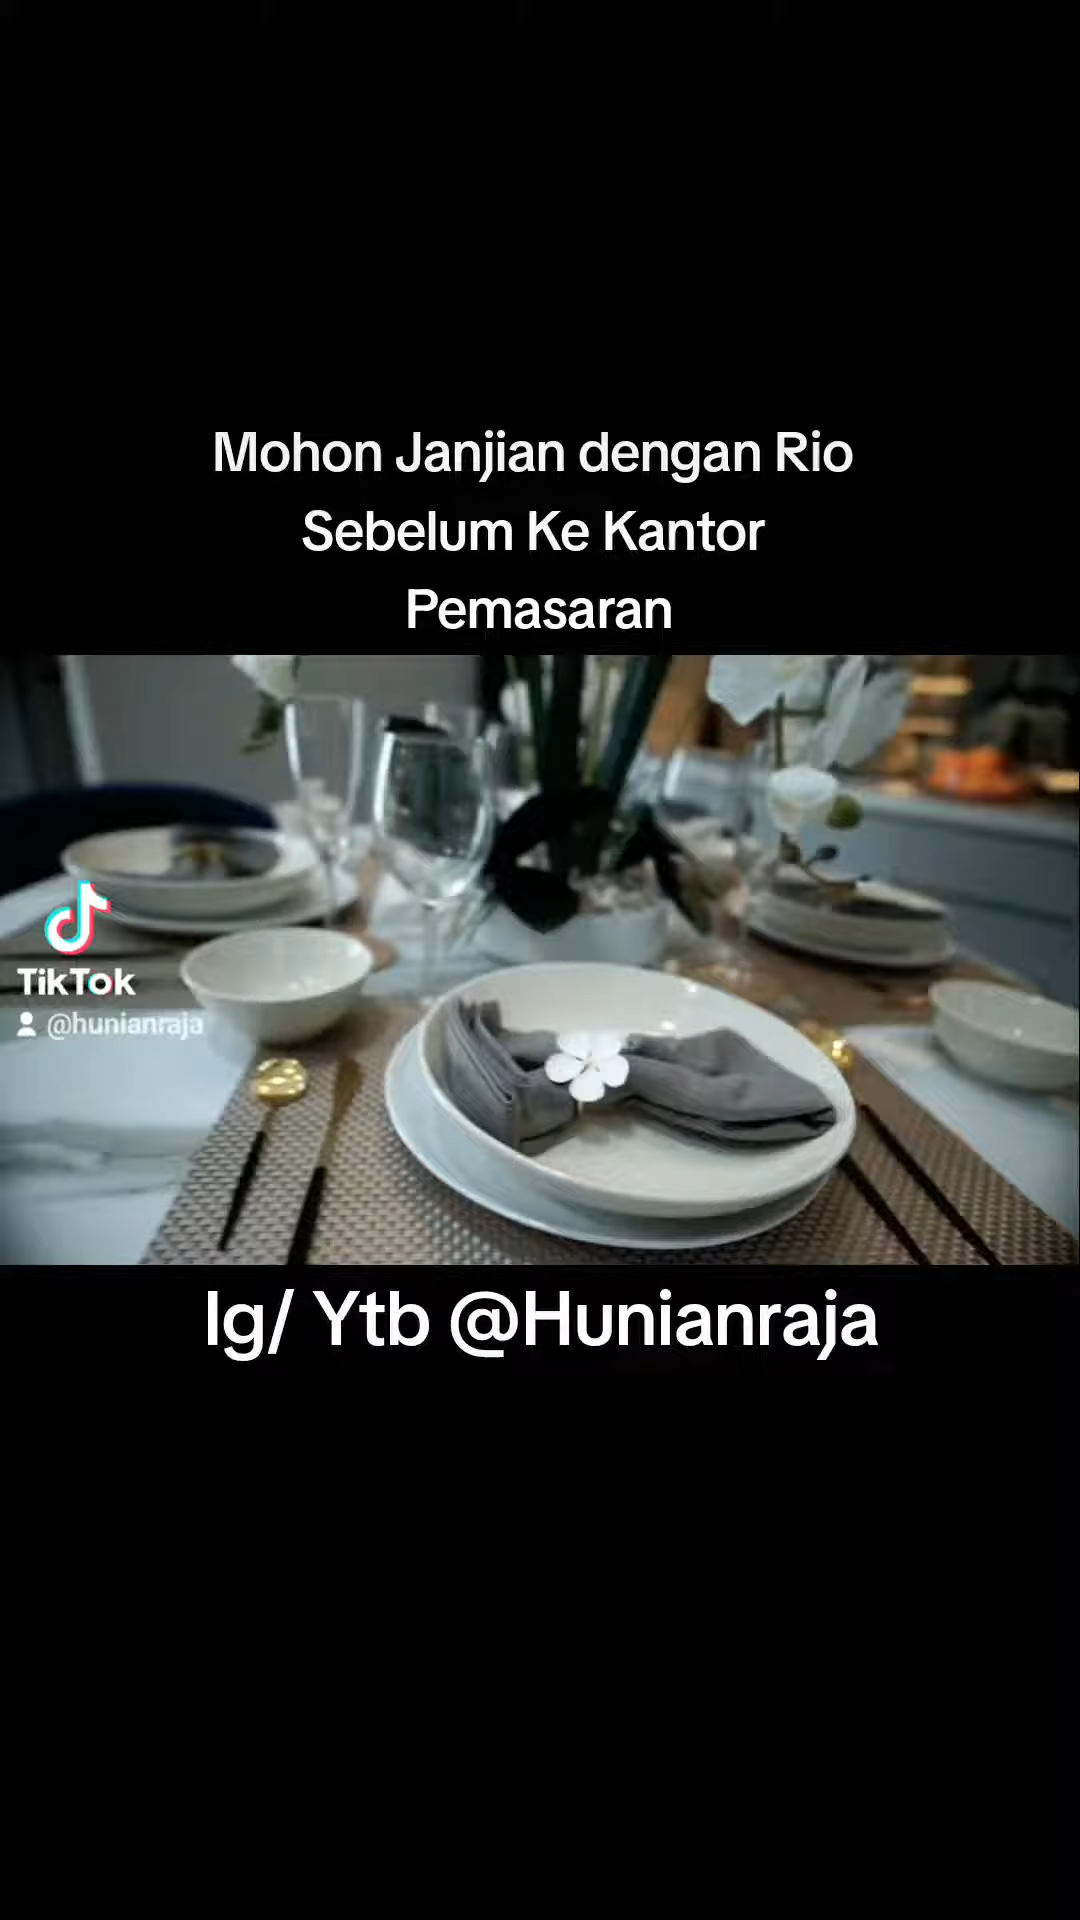 Mohon Janjian dengan Rio
Sebelum Ke Kantor
Pemasaran
TikTok
@hunianraja
Ig/ Ytb @Hunianraja